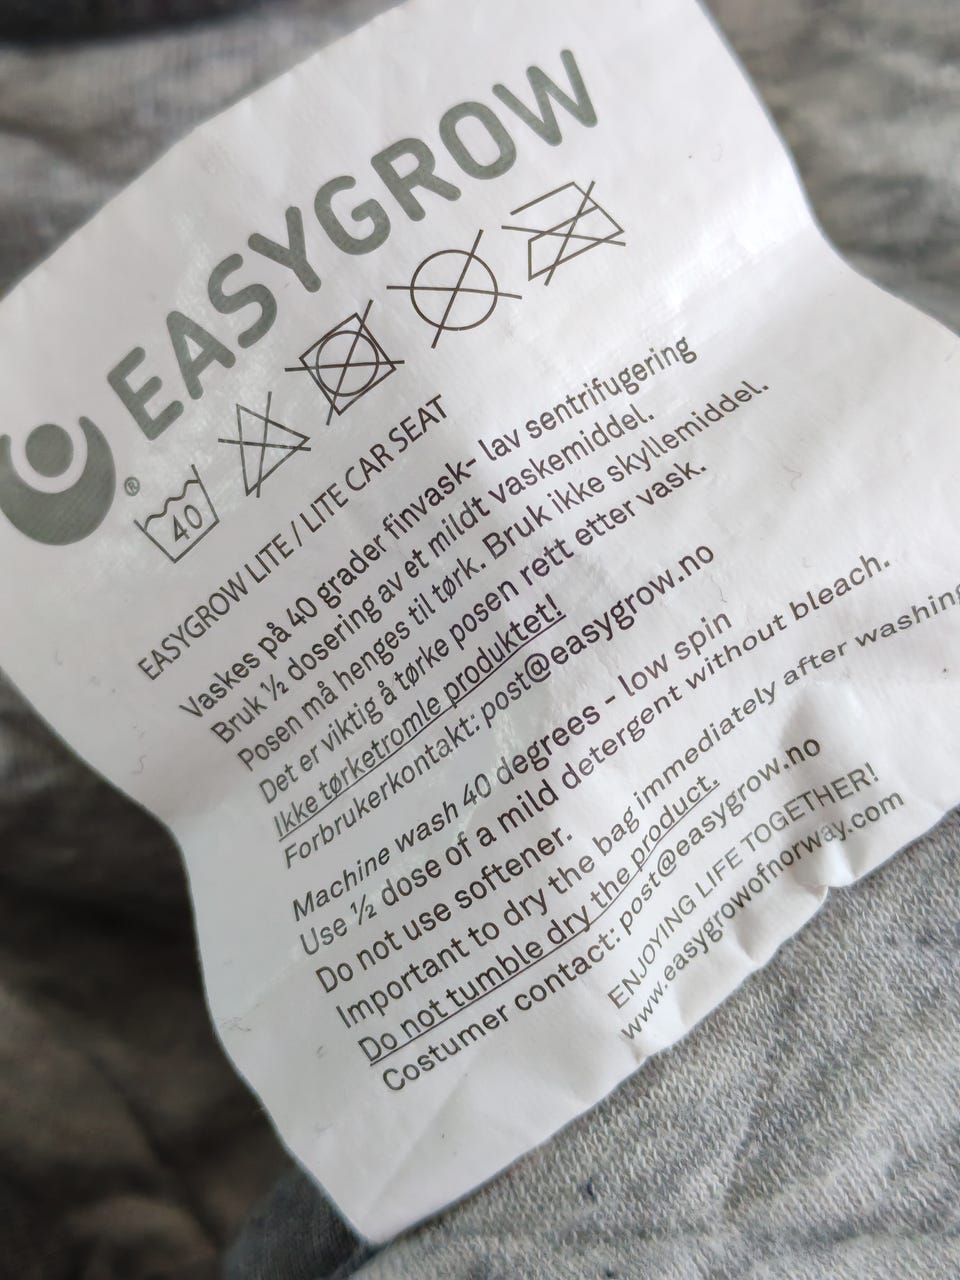 EASYGROW
®
40
EASYGROW LITE / LITE CAR SEAT
Vaskes på 40 grader finvask- lav sentrifugering
Bruk ½ dosering av et mildt vaskemiddel.
Posen må henges til tørk. Bruk ikke skyllemiddel.
Det er viktig å tørke posen rett etter vask.
Ikke tørketromle produktet!
Forbrukerkontakt: post@easygrow.no
Machine wash 40 degrees - low spin
Use ½ dose of a mild detergent without bleach.
Do not use softener.
Important to dry the bag immediately after washing
Do not tumble dry the product.
Costumer contact: post@easygrow.no
ENJOYING LIFE TOGETHER!
www.easygrowofnorway.com